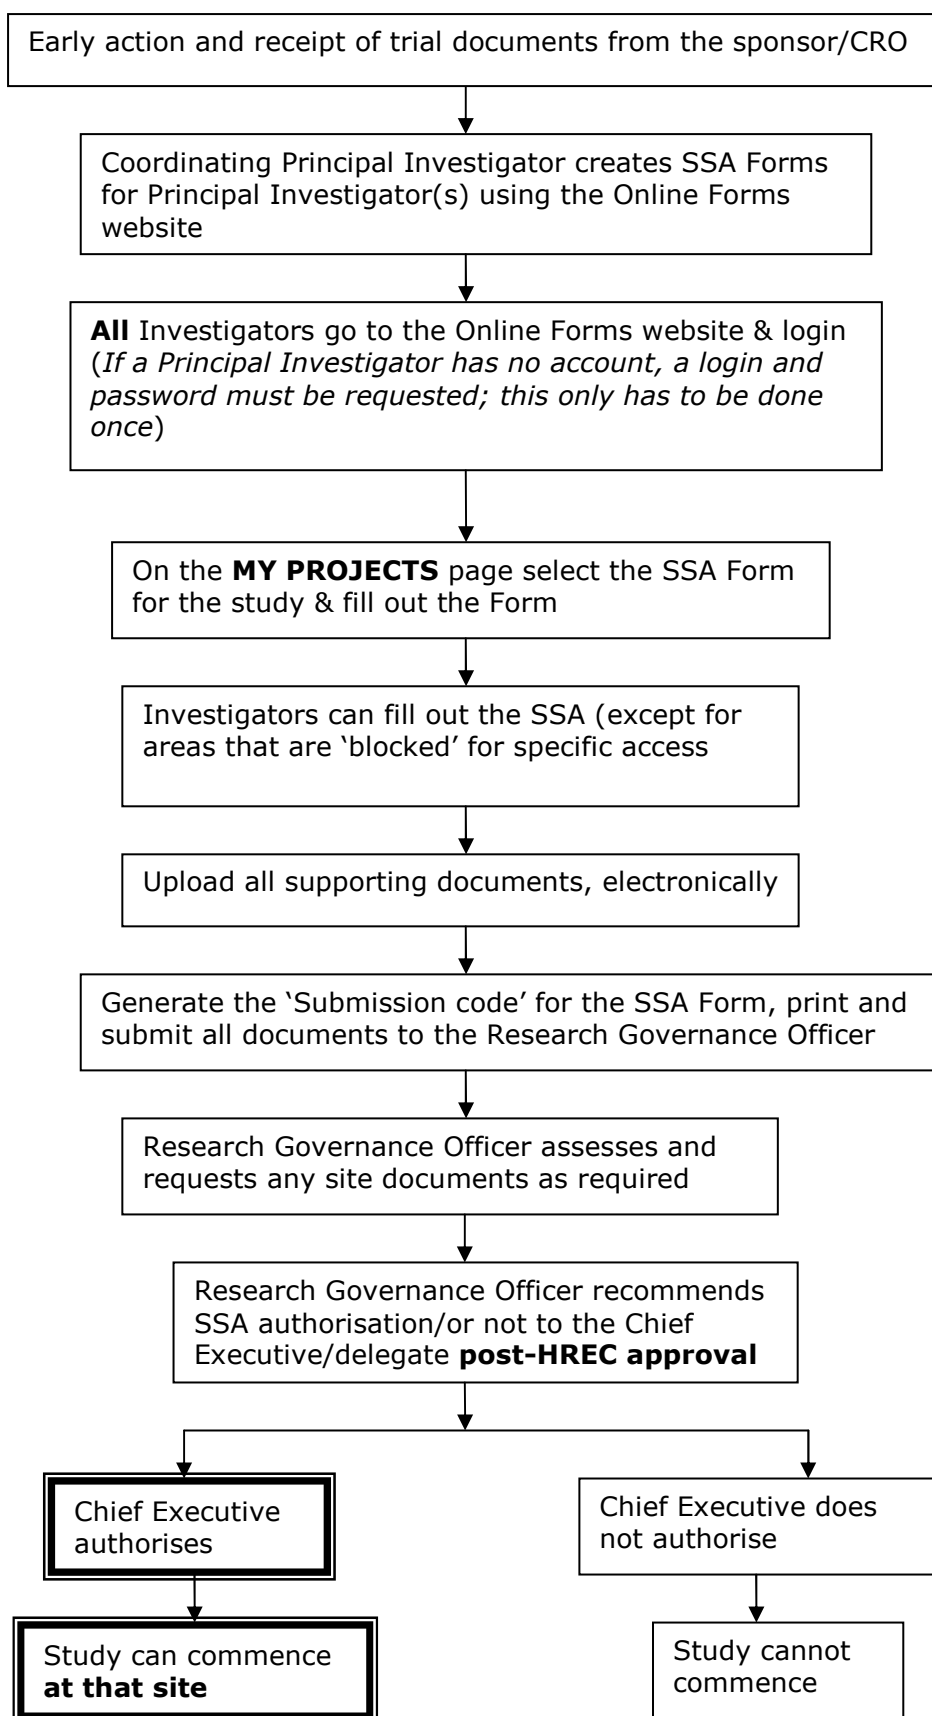 Early action and receipt of trial documents from the sponsor/CRO
Coordinating Principal Investigator creates SSA Forms
for Principal Investigator(s) using the Online Forms
website
All Investigators go to the Online Forms website & login
(If a Principal Investigator has no account, a login and
password must be requested; this only has to be done
once)
On the MY PROJECTS page select the SSA Form
for the study & fill out the Form
Investigators can fill out the SSA (except for
areas that are ‘blocked’ for specific access
Upload all supporting documents, electronically
Generate the ‘Submission code’ for the SSA Form, print and
submit all documents to the Research Governance Officer
Research Governance Officer assesses and
requests any site documents as required
Research Governance Officer recommends
SSA authorisation/or not to the Chief
Executive/delegate post-HREC approval
Chief Executive
authorises
Chief Executive does
not authorise
Study can commence
at that site
Study cannot
commence